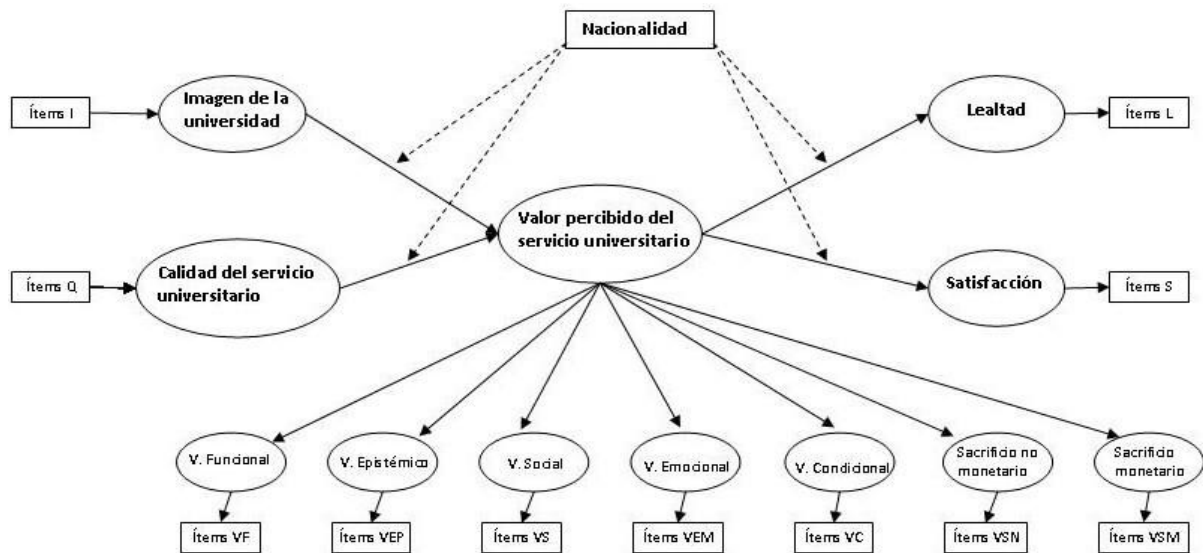 Nacionalidad
Ítems I
Imagen de la
universidad
Lealtad
Ítems L
Valor percibido del
servicio universitario
Ítems Q
Calidad del servicio
universitario
Satisfacción
Ítems S
V. Funcional
V. Epistémico
V. Social
V. Emocional
V. Condicional
Sacrificio no
monetario
Sacrificio
monetario
Ítems VF
Ítems VEP
Ítems VS
Ítems VEM
Ítems VC
Ítems VSN
Ítems VSM